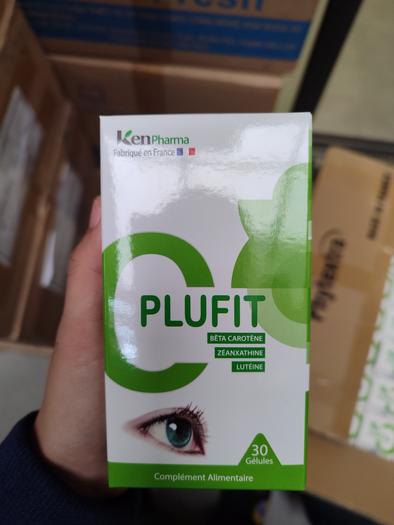 KenPharma
Fabriqué en France
PLUFIT
BÊTA CAROTÈNE
ZÉANXATHINE
LUTÉINE
30
Gélules
Complément Alimentaire